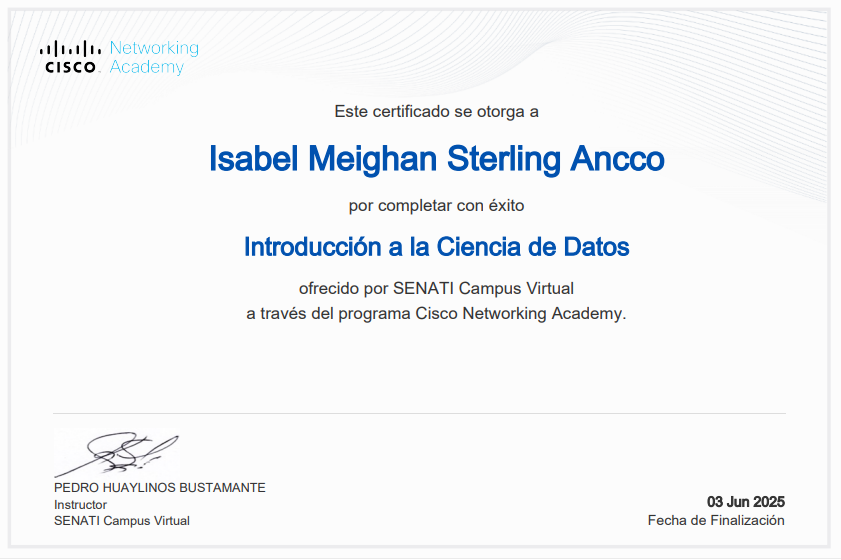 CISCO
Networking
Academy
Este certificado se otorga a
Isabel Meighan Sterling Ancco
por completar con éxito
Introducción a la Ciencia de Datos
ofrecido por SENATI Campus Virtual
a través del programa Cisco Networking Academy.
PEDRO HUAYLINOS BUSTAMANTE
Instructor
SENATI Campus Virtual
03 Jun 2025
Fecha de Finalización